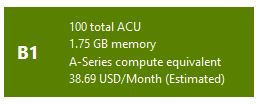 B1
100 total ACU
1.75 GB memory
A-Series compute equivalent
38.69 USD/Month (Estimated)